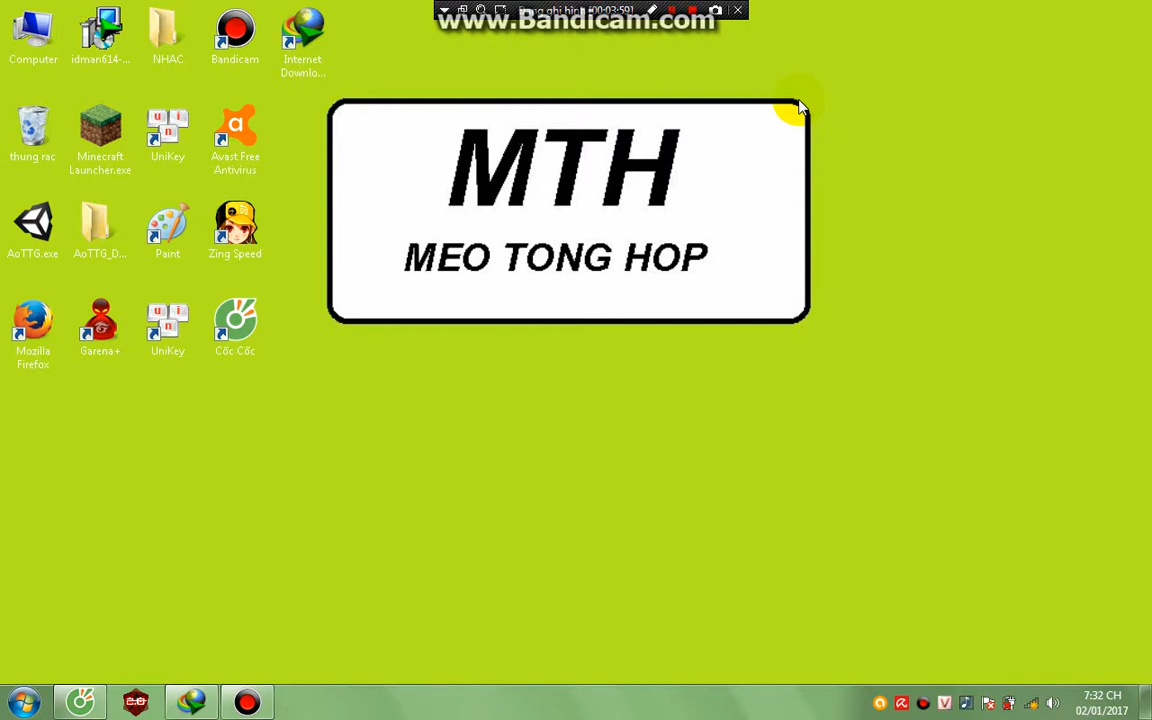 www.Bandicam.com
Computer
idman614-...
NHAC
Bandicam
Internet
Downlo...
thung rac
Minecraft
Launcher.exe
UniKey
Avast Free
Antivirus
AoTTG.exe
AoTTG_D...
Paint
Zing Speed
Mozilla
Firefox
Garena+
UniKey
Cốc Cốc
MTH
MEO TONG HOP
7:32 CH
02/01/2017